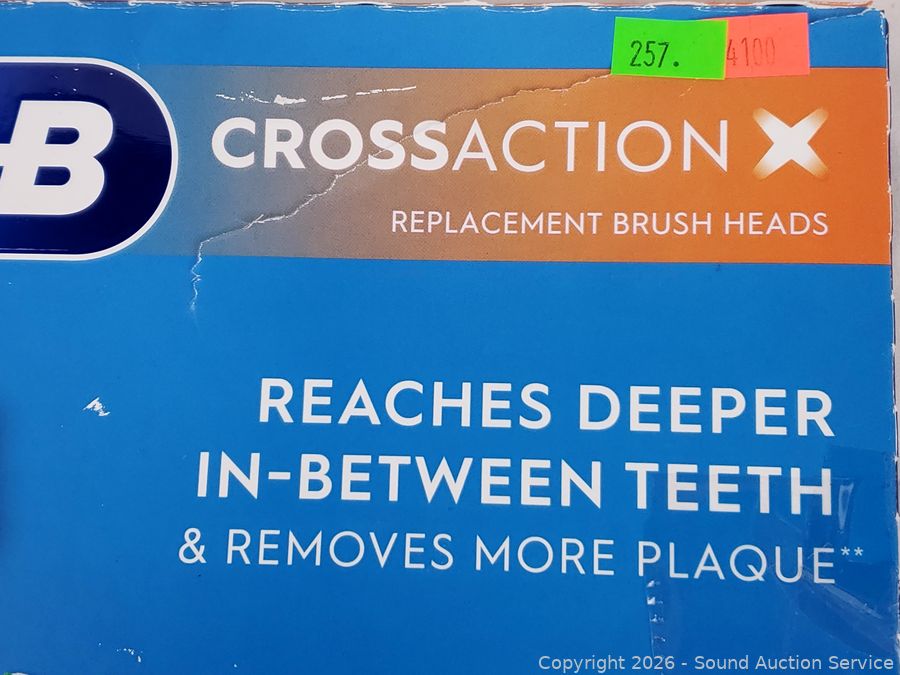 257. 4100
-B
CROSSACTION X
REPLACEMENT BRUSH HEADS
REACHES DEEPER
IN-BETWEEN TEETH
& REMOVES MORE PLAQUE**
Copyright 2026 - Sound Auction Service